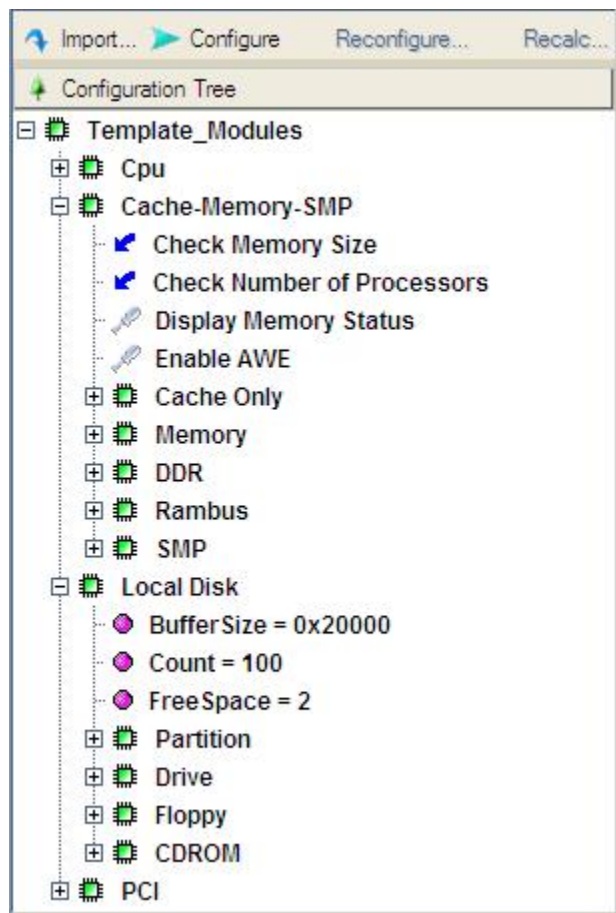 Import... Configure Reconfigure... Recalc...
Configuration Tree
Template_Modules
Cpu
Cache-Memory-SMP
Check Memory Size
Check Number of Processors
Display Memory Status
Enable AWE
Cache Only
Memory
DDR
Rambus
SMP
Local Disk
BufferSize = 0x20000
Count = 100
FreeSpace = 2
Partition
Drive
Floppy
CDROM
PCI